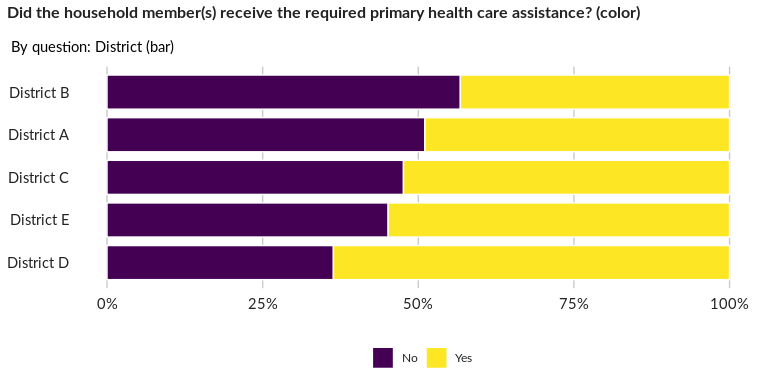 Did the household member(s) receive the required primary health care assistance? (color)
By question: District (bar)
District B
District A
District C
District E
District D
0% 25% 50% 75% 100%
No Yes